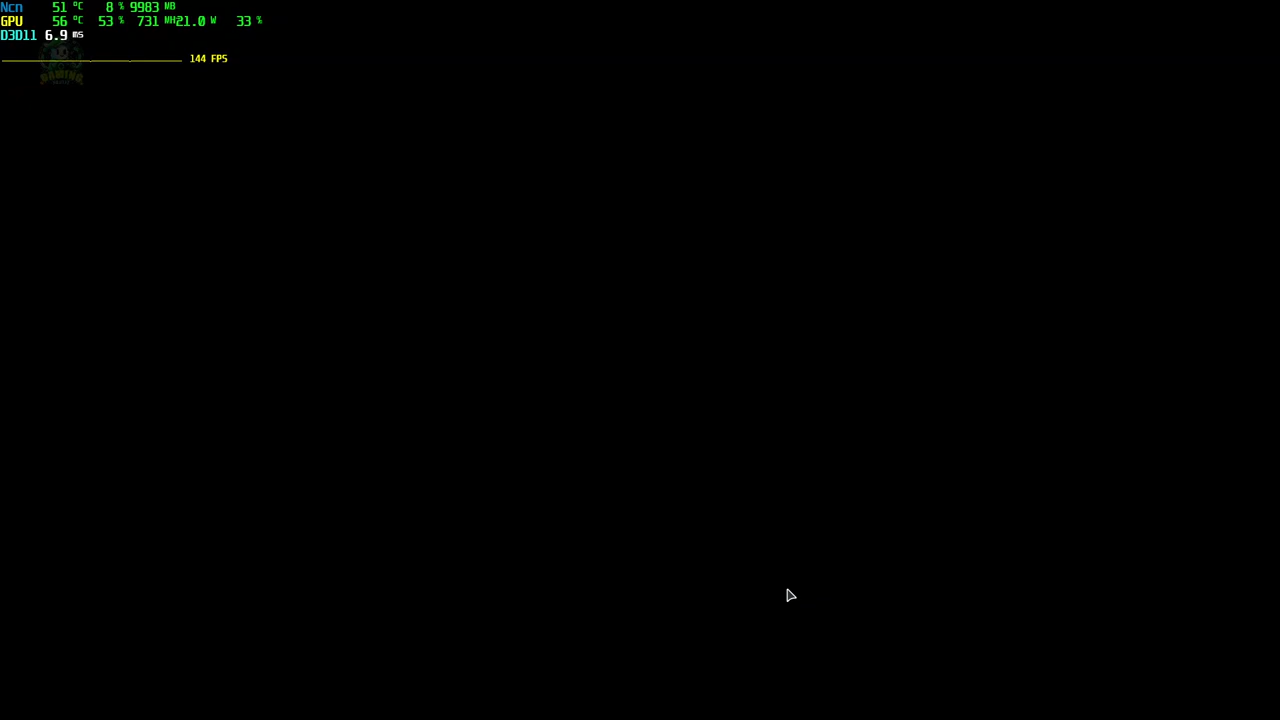 Ncn 51 °C 8 % 9983 MB
GPU 56 °C 53 % 731 MHz 21.0 W 33 %
D3D11 6.9 ms
144 FPS
GAMING